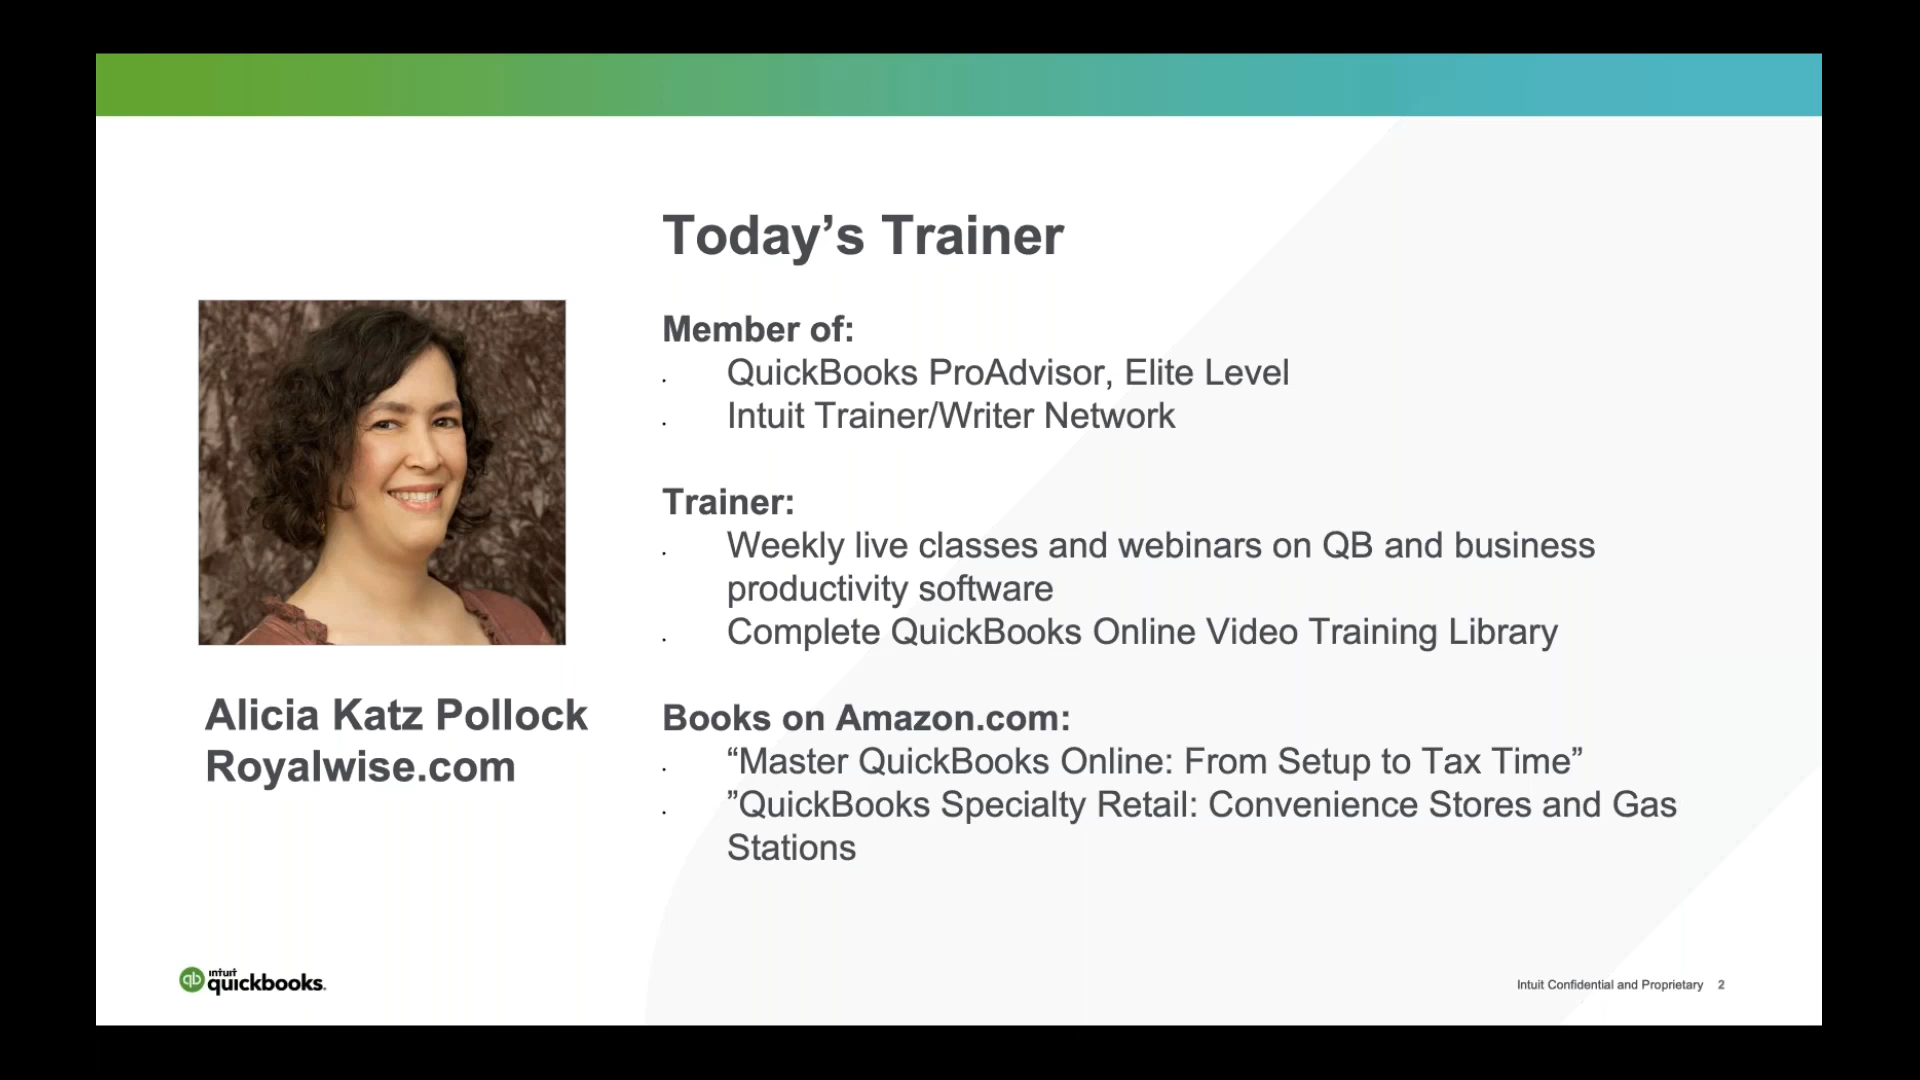 Today’s Trainer
Member of:
. QuickBooks ProAdvisor, Elite Level
. Intuit Trainer/Writer Network
Trainer:
. Weekly live classes and webinars on QB and business
productivity software
. Complete QuickBooks Online Video Training Library
Books on Amazon.com:
. “Master QuickBooks Online: From Setup to Tax Time”
. ”QuickBooks Specialty Retail: Convenience Stores and Gas
Stations
Alicia Katz Pollock
Royalwise.com
qb intuit
quickbooks.
Intuit Confidential and Proprietary 2